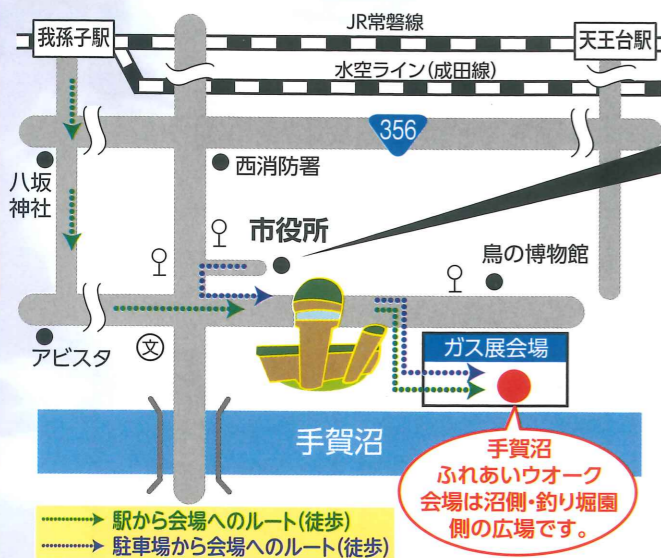 JR常磐線
我孫子駅
天王台駅
水空ライン(成田線)
356
八坂
神社
西消防署
市役所
鳥の博物館
アビスタ
文
ガス展会場
手賀沼
手賀沼
ふれあいウオーク
会場は沼側・釣り堀園
側の広場です。
駅から会場へのルート(徒歩)
駐車場から会場へのルート(徒歩)